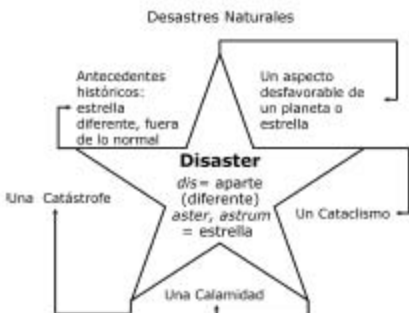 Desastres Naturales
Antecedentes
históricos:
estrella
diferente, fuera
de lo normal
Un aspecto
desfavorable de
un planeta o
estrella
Disaster
dis= aparte
(diferente)
aster, astrum
= estrella
Una Catástrofe
Un Cataclismo
Una Calamidad